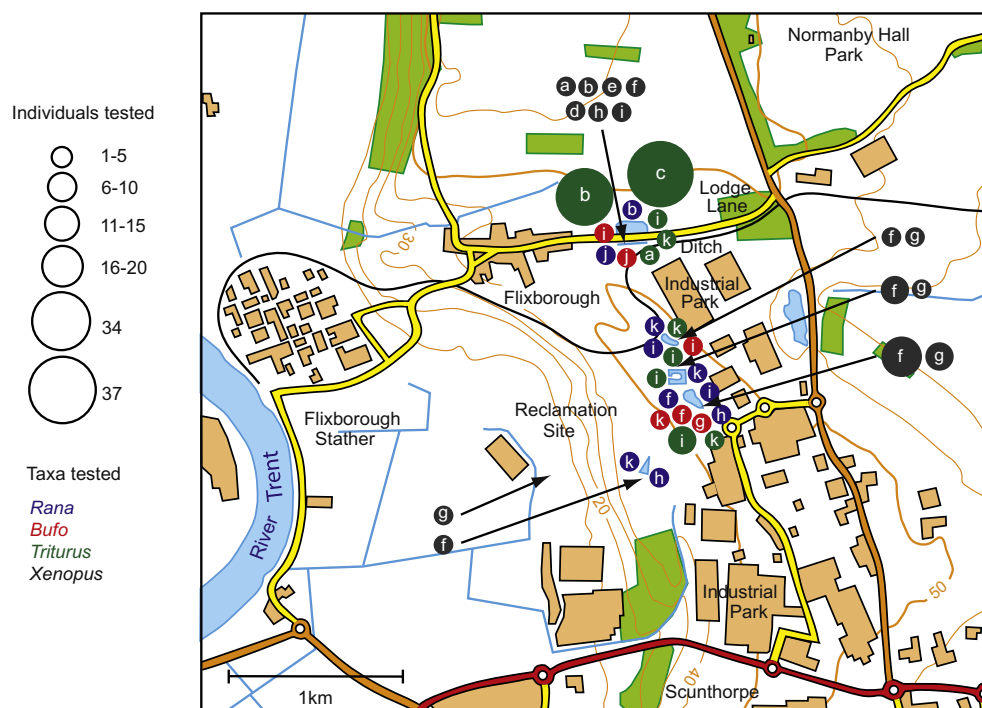 Individuals tested
1-5
6-10
11-15
16-20
34
37
Taxa tested
Rana
Bufo
Triturus
Xenopus
Normanby Hall
Park
a b e f
d h i
b
c
Lodge
Lane
b
i
i
k
j
j
a
Ditch
f g
30
Flixborough
Industrial
Park
f g
k k
i
i
i
f g
i
k
i
f
h
k
f
g
i
k
Flixborough
Stather
Reclamation
Site
k
h
River Trent
g
f
20
Industrial
Park
50
40
Scunthorpe
1km